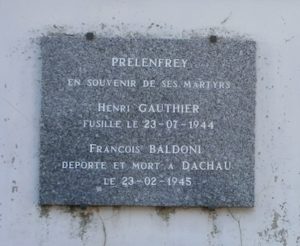 PRELENFREY
EN SOUVENIR DE SES MARTYRS
HENRI GAUTHIER
FUSILLE LE 23-07-1944
FRANCOIS BALDONI
DEPORTE ET MORT A DACHAU
LE 23-02-1945